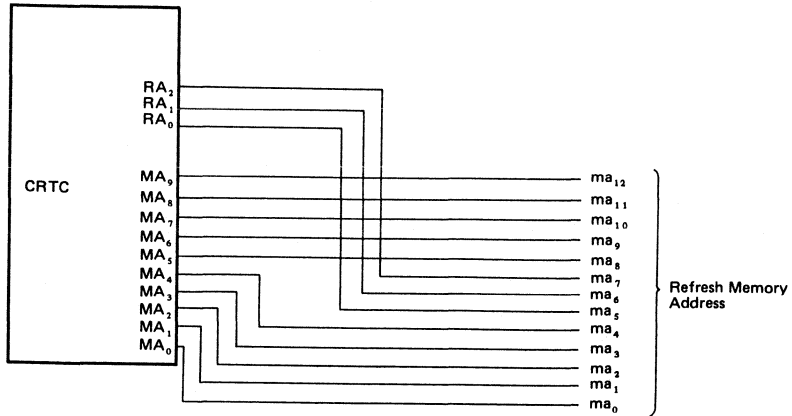 CRTC
RA₂
RA₁
RA₀
MA₉
MA₈
MA₇
MA₆
MA₅
MA₄
MA₃
MA₂
MA₁
MA₀
ma₁₂
ma₁₁
ma₁₀
ma₉
ma₈
ma₇
ma₆
ma₅
ma₄
ma₃
ma₂
ma₁
ma₀
Refresh Memory
Address